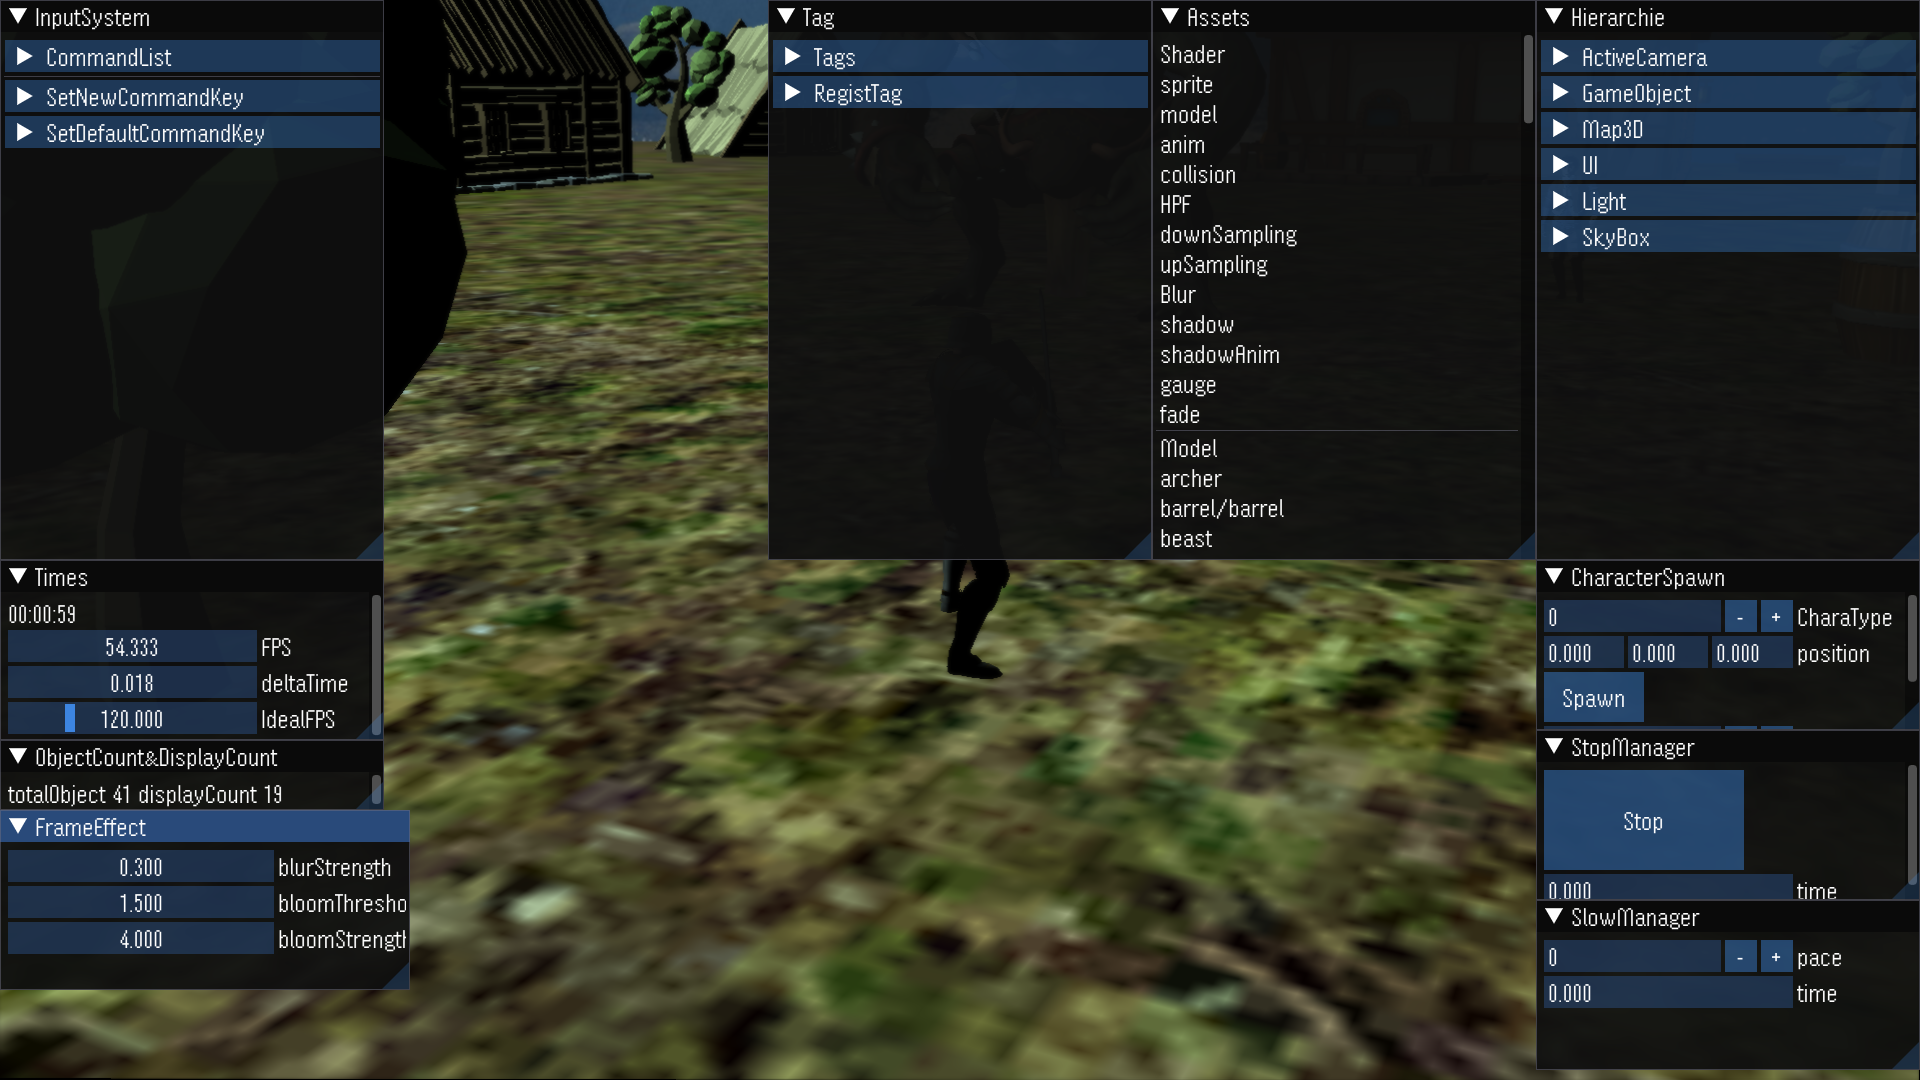 InputSystem
CommandList
SetNewCommandKey
SetDefaultCommandKey
Tag
Tags
RegistTag
Assets
Shader
sprite
model
anim
collision
HPF
downSampling
upSampling
Blur
shadow
shadowAnim
gauge
fade
Model
archer
barrel/barrel
beast
Hierarchie
ActiveCamera
GameObject
Map3D
UI
Light
SkyBox
Times
00:00:59
54.333 FPS
0.018 deltaTime
120.000 IdealFPS
ObjectCount&DisplayCount
totalObject 41 displayCount 19
FrameEffect
0.300 blurStrength
1.500 bloomThresho
4.000 bloomStrength
CharacterSpawn
0 - + CharaType
0.000 0.000 0.000 position
Spawn
StopManager
Stop
0.000 time
SlowManager
0 - + pace
0.000 time